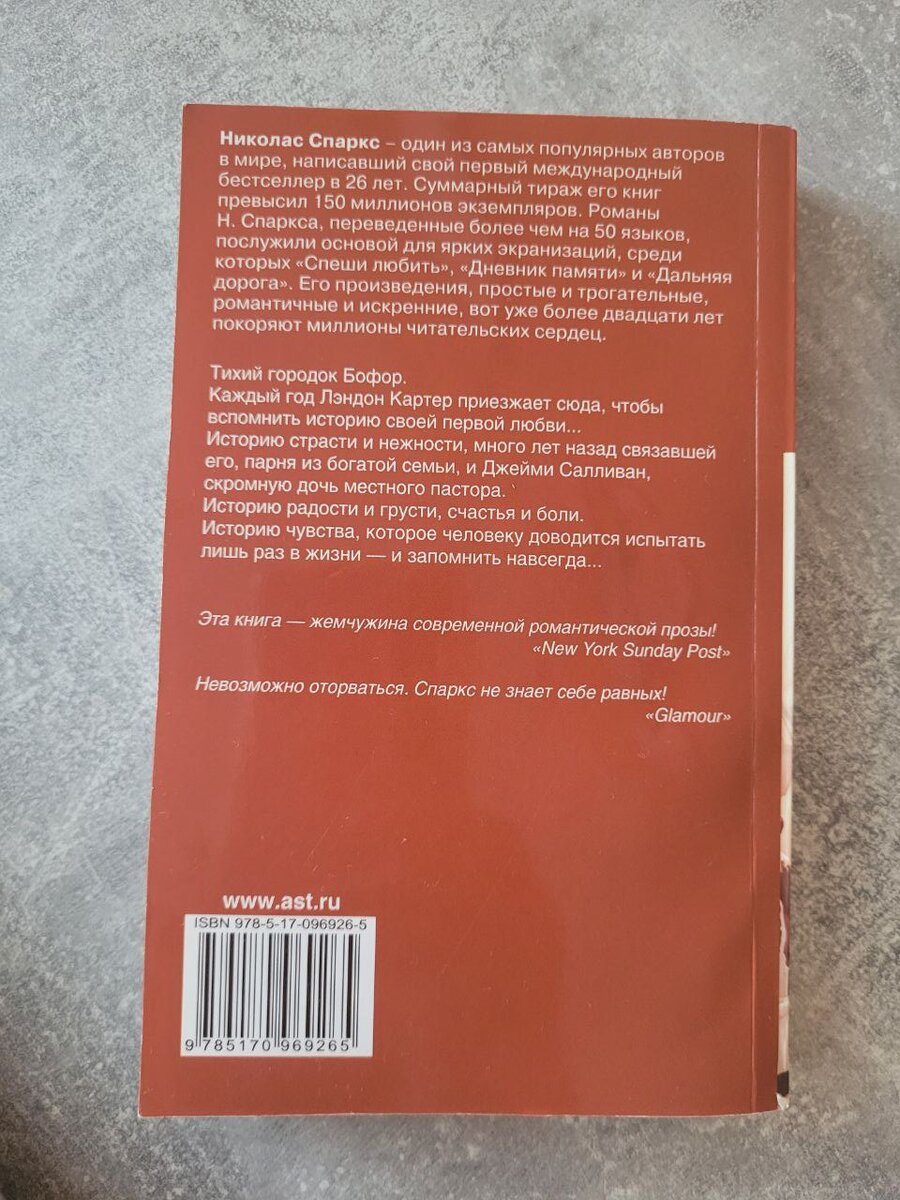 Николас Спаркс – один из самых популярных авторов
в мире, написавший свой первый международный
бестселлер в 26 лет. Суммарный тираж его книг
превысил 150 миллионов экземпляров. Романы
Н. Спаркса, переведенные более чем на 50 языков,
послужили основой для ярких экранизаций, среди
которых «Спеши любить», «Дневник памяти» и «Дальняя
дорога». Его произведения, простые и трогательные,
романтичные и искренние, вот уже более двадцати лет
покоряют миллионы читательских сердец.
Тихий городок Бофор.
Каждый год Лэндон Картер приезжает сюда, чтобы
вспомнить историю своей первой любви...
Историю страсти и нежности, много лет назад связавшей
его, парня из богатой семьи, и Джейми Салливан,
скромную дочь местного пастора.
Историю радости и грусти, счастья и боли.
Историю чувства, которое человеку доводится испытать
лишь раз в жизни — и запомнить навсегда...
Эта книга — жемчужина современной романтической прозы!
«New York Sunday Post»
Невозможно оторваться. Спаркс не знает себе равных!
«Glamour»
www.ast.ru
ISBN 978-5-17-096926-5
9 785170 969265